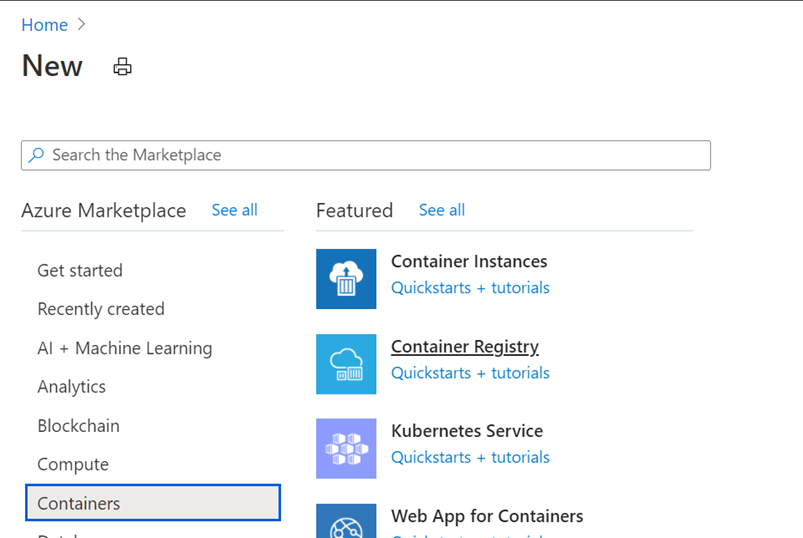 Home >
New
Search the Marketplace
Azure Marketplace See all
Get started
Recently created
AI + Machine Learning
Analytics
Blockchain
Compute
Containers
Featured See all
Container Instances
Quickstarts + tutorials
Container Registry
Quickstarts + tutorials
Kubernetes Service
Quickstarts + tutorials
Web App for Containers